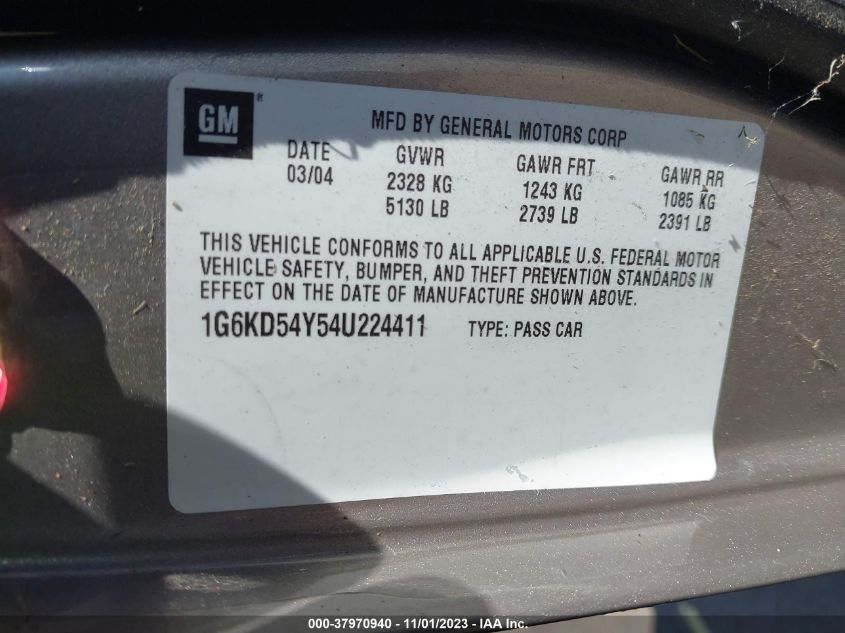 GM®
MFD BY GENERAL MOTORS CORP
DATE GVWR GAWR FRT GAWR RR
03/04 2328 KG 1243 KG 1085 KG
5130 LB 2739 LB 2391 LB
THIS VEHICLE CONFORMS TO ALL APPLICABLE U.S. FEDERAL MOTOR
VEHICLE SAFETY, BUMPER, AND THEFT PREVENTION STANDARDS IN
EFFECT ON THE DATE OF MANUFACTURE SHOWN ABOVE.
1G6KD54Y54U224411 TYPE: PASS CAR
000-37970940 - 11/01/2023 - IAA Inc.